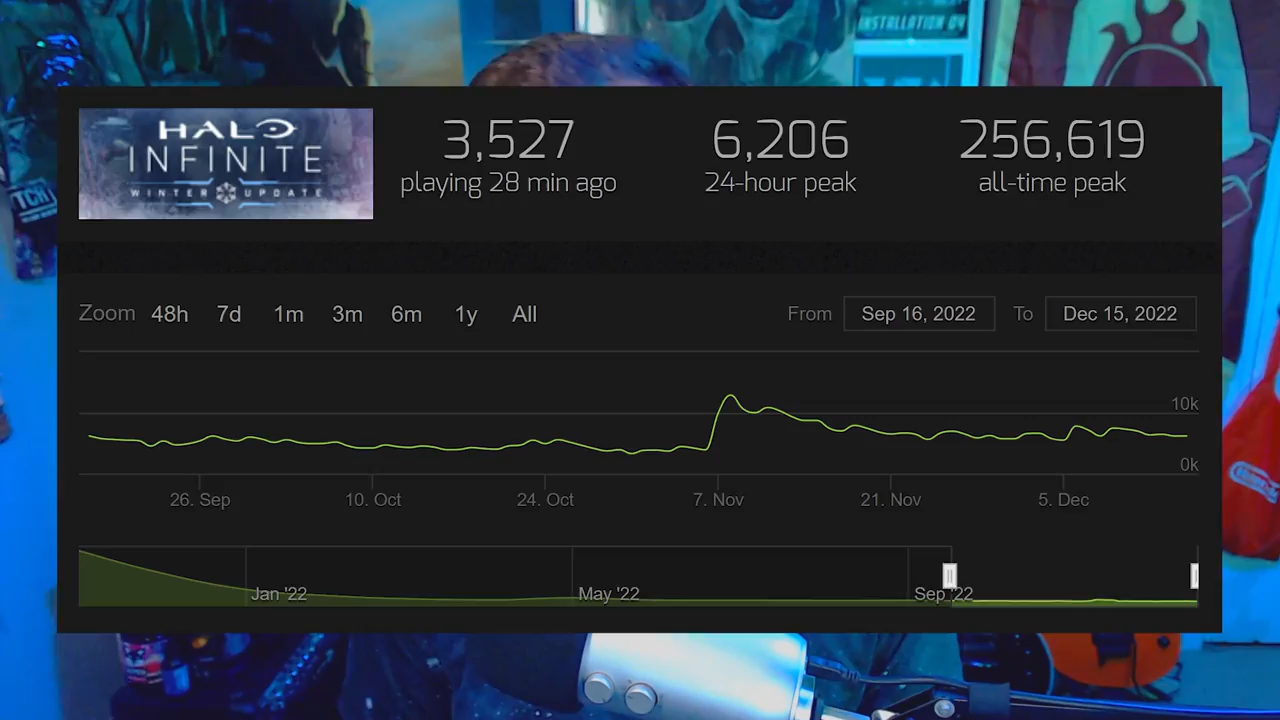 INSTALLATION 04
HALO
INFINITE
WINTER UPDATE
3,527
playing 28 min ago
6,206
24-hour peak
256,619
all-time peak
Zoom 48h 7d 1m 3m 6m 1y All
From Sep 16, 2022 To Dec 15, 2022
10k
0k
26. Sep 10. Oct 24. Oct 7. Nov 21. Nov 5. Dec
Jan '22 May '22 Sep '22